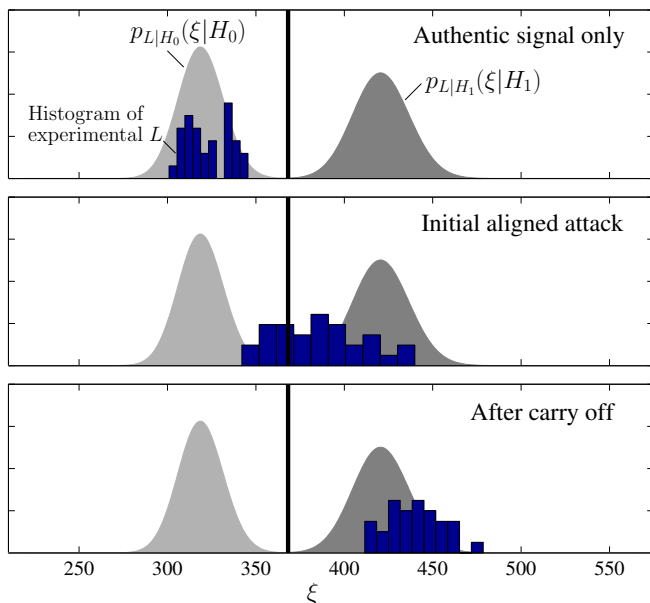 p_{L|H_0}(ξ|H_0)
Authentic signal only
p_{L|H_1}(ξ|H_1)
Histogram of
experimental L
Initial aligned attack
After carry off
250 300 350 400 450 500 550
ξ